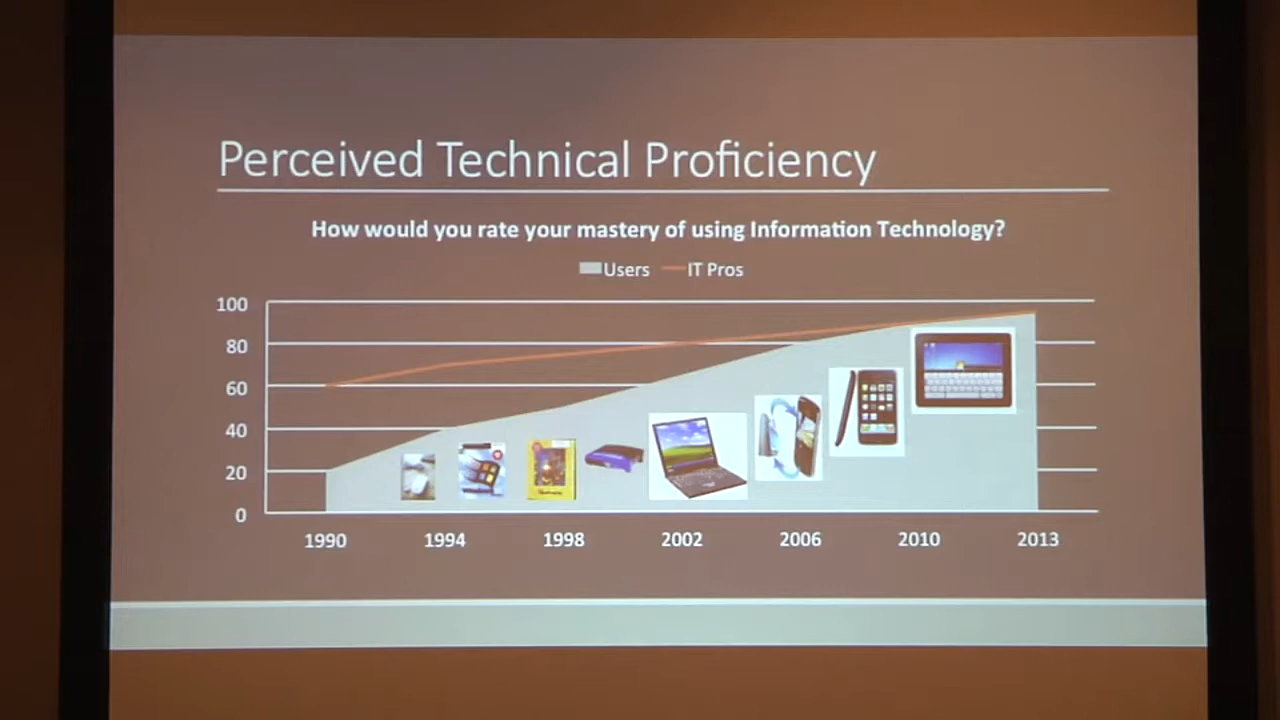 Perceived Technical Proficiency
How would you rate your mastery of using Information Technology?
Users IT Pros
100
80
60
40
20
0
1990 1994 1998 2002 2006 2010 2013